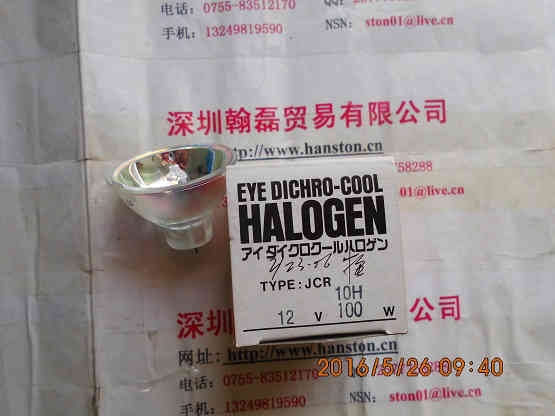 电话: 0755-83512170
手机: 13249819590
NSN: ston01@live.cn
深圳翰磊贸易有限公司
http://www.hanston.cn
758288
01@live.cn
EYE DICHRO-COOL
HALOGEN
アイ ダイクロクールハロゲン
TYPE:JCR
10H
12 V 100 W
深圳
限公司
网址: http://www.hanston.cn
2016/5/26 09:40
电话: 0755-83512170
手机: 13249819590
NSN: ston01@live.cn